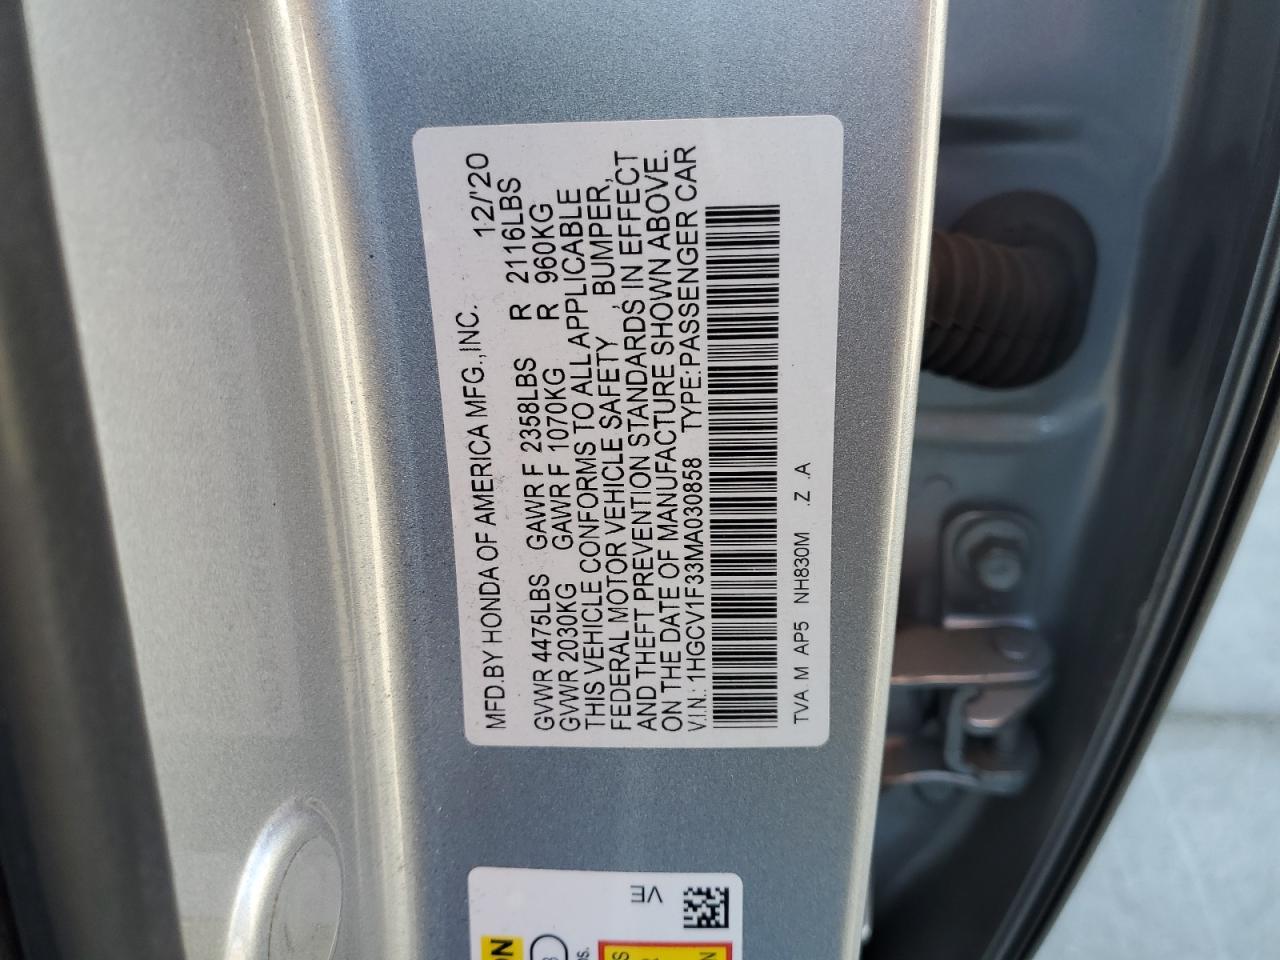 MFD.BY HONDA OF AMERICA MFG.,INC. 12/'20
GVWR 4475LBS GAWR F 2358LBS R 2116LBS
GVWR 2030KG GAWR F 1070KG R 960KG
THIS VEHICLE CONFORMS TO ALL APPLICABLE
FEDERAL MOTOR VEHICLE SAFETY , BUMPER,
AND THEFT PREVENTION STANDARDS IN EFFECT
ON THE DATE OF MANUFACTURE SHOWN ABOVE.
V.I.N.: 1HGCV1F33MA030858 TYPE:PASSENGER CAR
TVA M AP5 NH830M .Z .A
VE